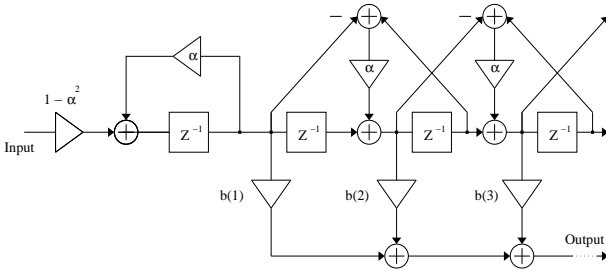 − −
α α α
1 − α²
Input Z⁻¹ Z⁻¹ Z⁻¹ Z⁻¹
b(1) b(2) b(3)
Output